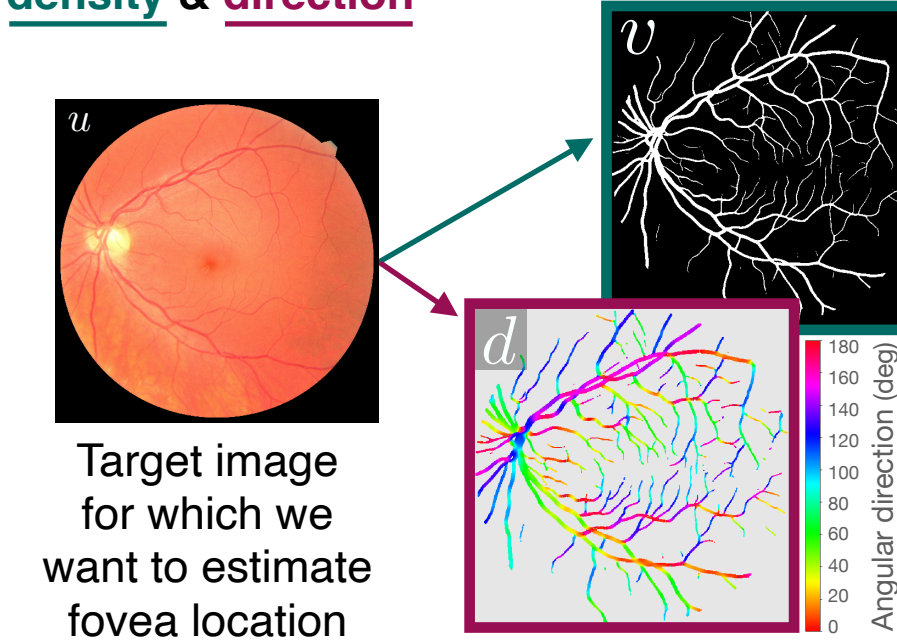 density & direction
u
v
d
Target image
for which we
want to estimate
fovea location
180
160
140
120
100
80
60
40
20
0
Angular direction (deg)